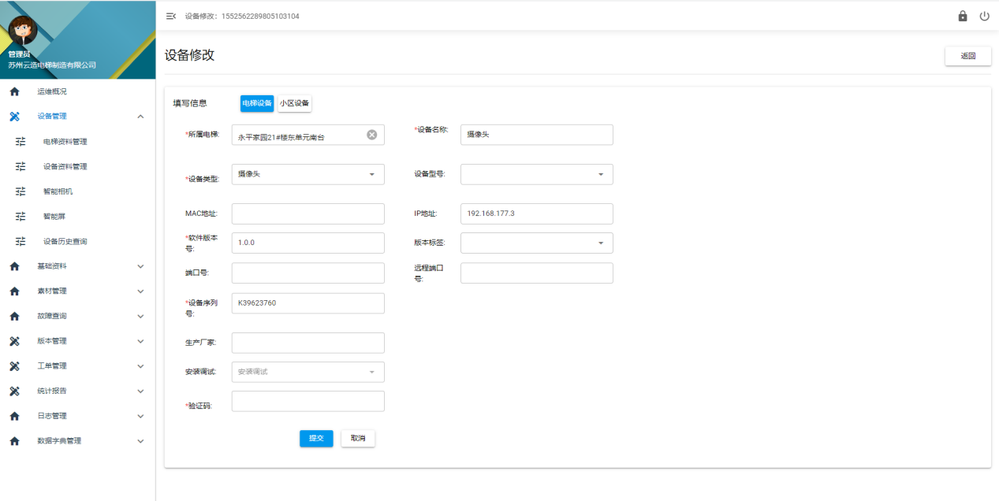 设备修改：1552562289805103104
管理员
苏州云造电梯制造有限公司
设备修改
返回
运维概况
设备管理
电梯资料管理
设备资料管理
智能相机
智能屏
设备历史查询
基础资料
素材管理
故障查询
版本管理
工单管理
统计报告
日志管理
数据字典管理
填写信息 电梯设备 小区设备
*所属电梯: 永平家园21#楼东单元南台 *设备名称: 摄像头
*设备类型: 摄像头 设备型号:
MAC地址: IP地址: 192.168.177.3
*软件版本号: 1.0.0 版本标签:
端口号: 远程端口号:
*设备序列号: K39623760
生产厂家:
安装调试: 安装调试
*验证码:
提交 取消